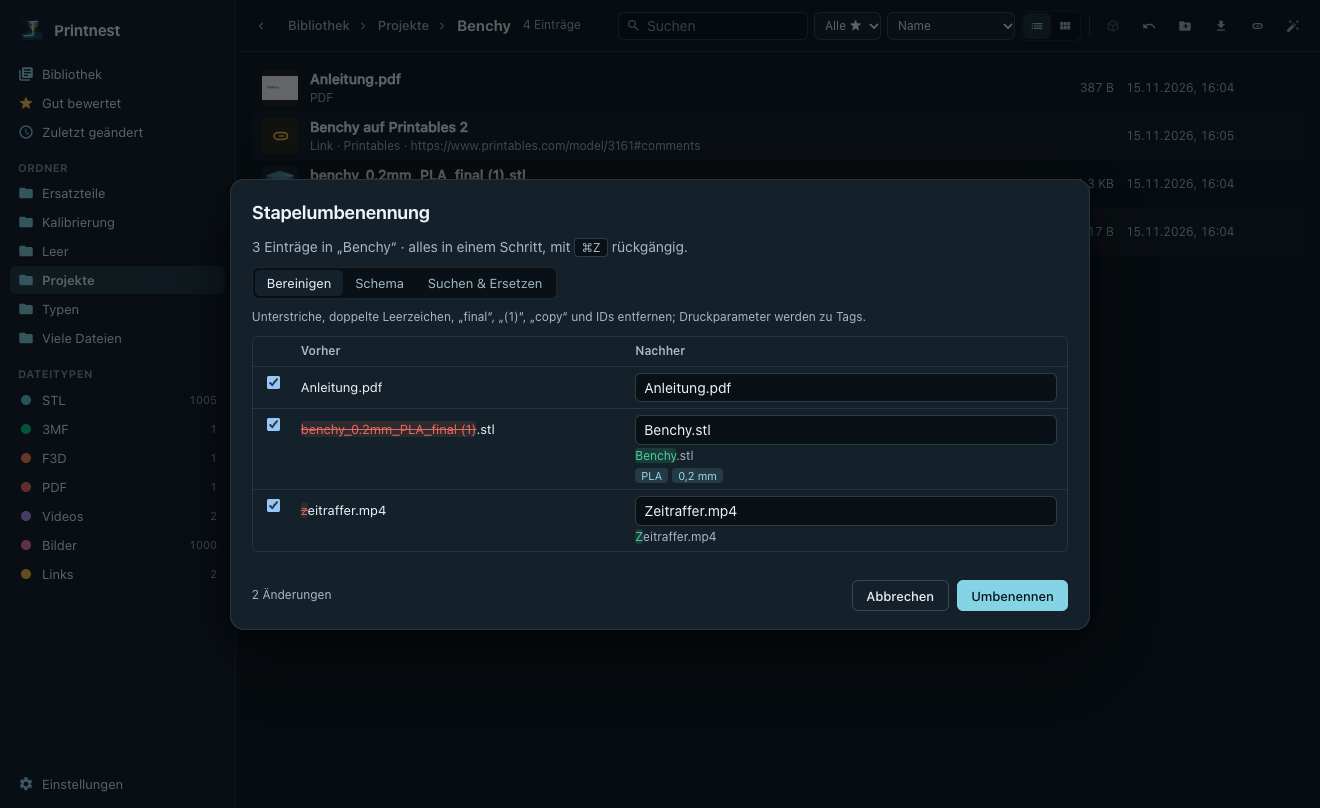 Printnest
Bibliothek
Gut bewertet
Zuletzt geändert
ORDNER
Ersatzteile
Kalibrierung
Leer
Projekte
Typen
Viele Dateien
DATEITYPEN
STL 1005
3MF 1
F3D 1
PDF 1
Videos 2
Bilder 1000
Links 2
Einstellungen
Bibliothek Projekte Benchy 4 Einträge Suchen Alle ★ Name
Anleitung.pdf
PDF
387 B 15.11.2026, 16:04
Benchy auf Printables 2
Link · Printables · https://www.printables.com/model/3161#comments
15.11.2026, 16:05
benchy_0.2mm_PLA_final (1).stl
3 KB 15.11.2026, 16:04
17 B 15.11.2026, 16:04
Stapelumbenennung
3 Einträge in „Benchy“ · alles in einem Schritt, mit ⌘Z rückgängig.
Bereinigen Schema Suchen & Ersetzen
Unterstriche, doppelte Leerzeichen, „final“, „(1)“, „copy“ und IDs entfernen; Druckparameter werden zu Tags.
Vorher Nachher
Anleitung.pdf Anleitung.pdf
benchy_0.2mm_PLA_final (1).stl Benchy.stl
Benchy.stl
PLA 0,2 mm
zeitraffer.mp4 Zeitraffer.mp4
Zeitraffer.mp4
2 Änderungen
Abbrechen Umbenennen